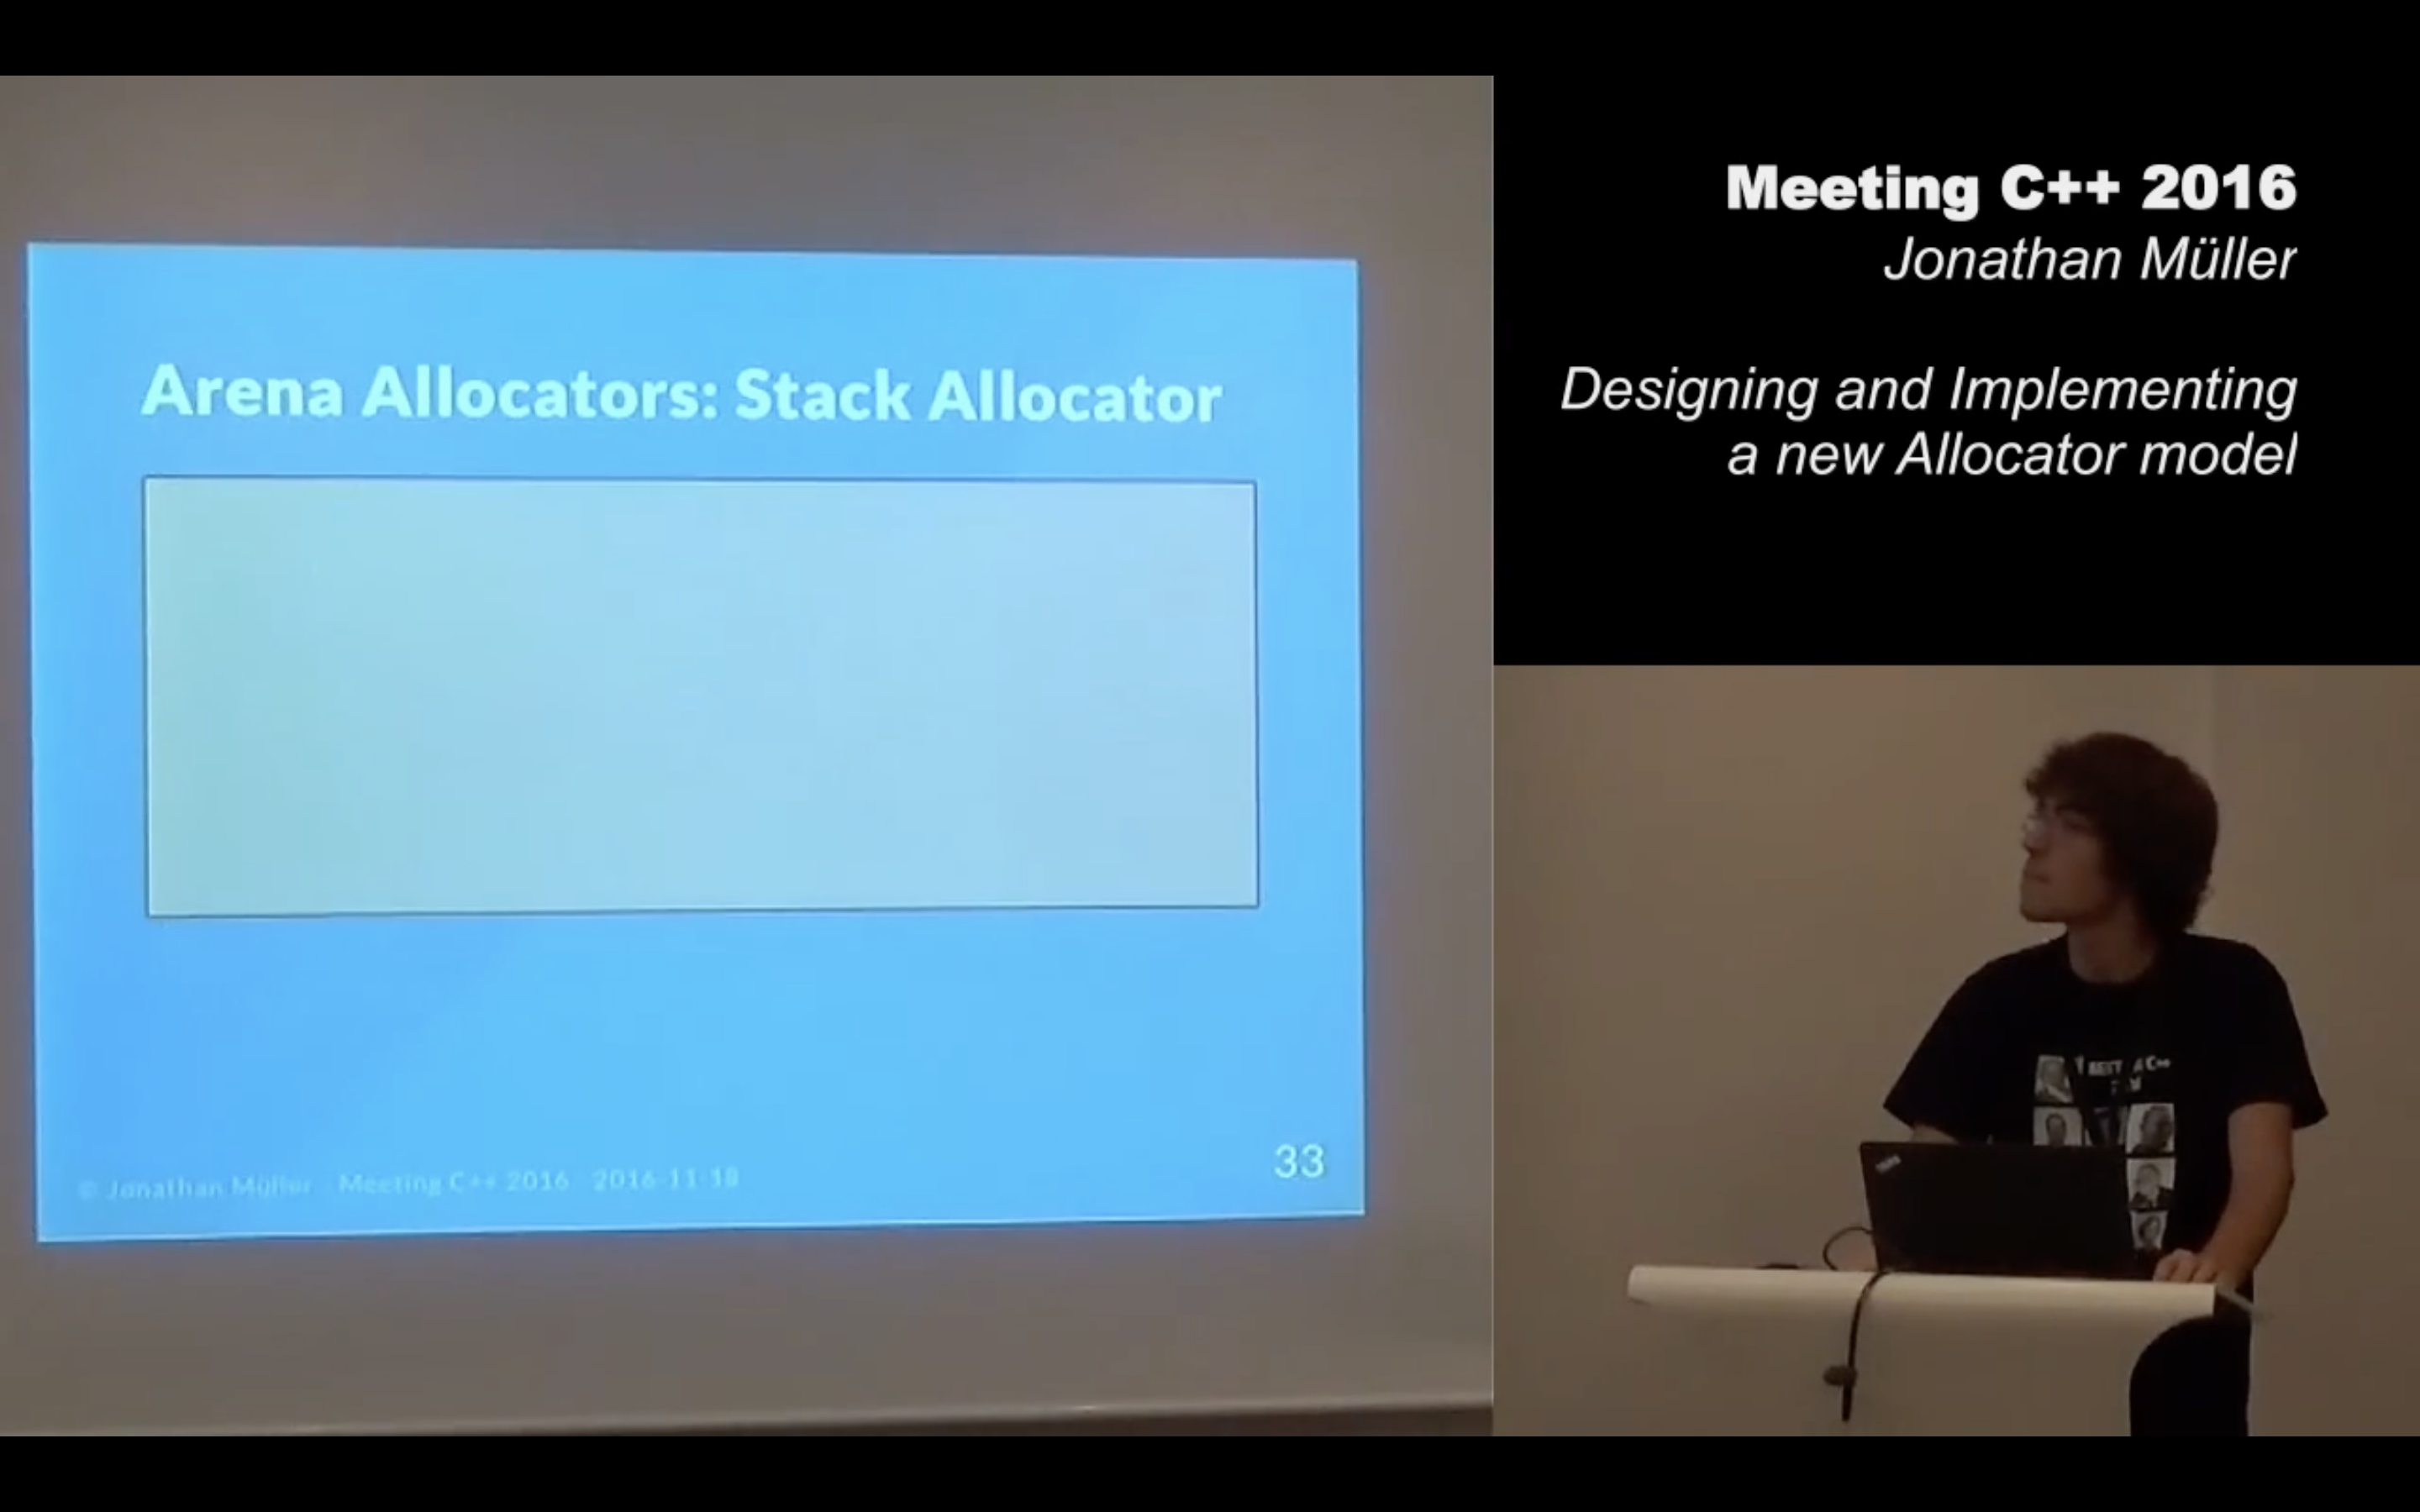 Arena Allocators: Stack Allocator
© Jonathan Müller Meeting C++ 2016 2016-11-18
33
Meeting C++ 2016
Jonathan Müller
Designing and Implementing
a new Allocator model